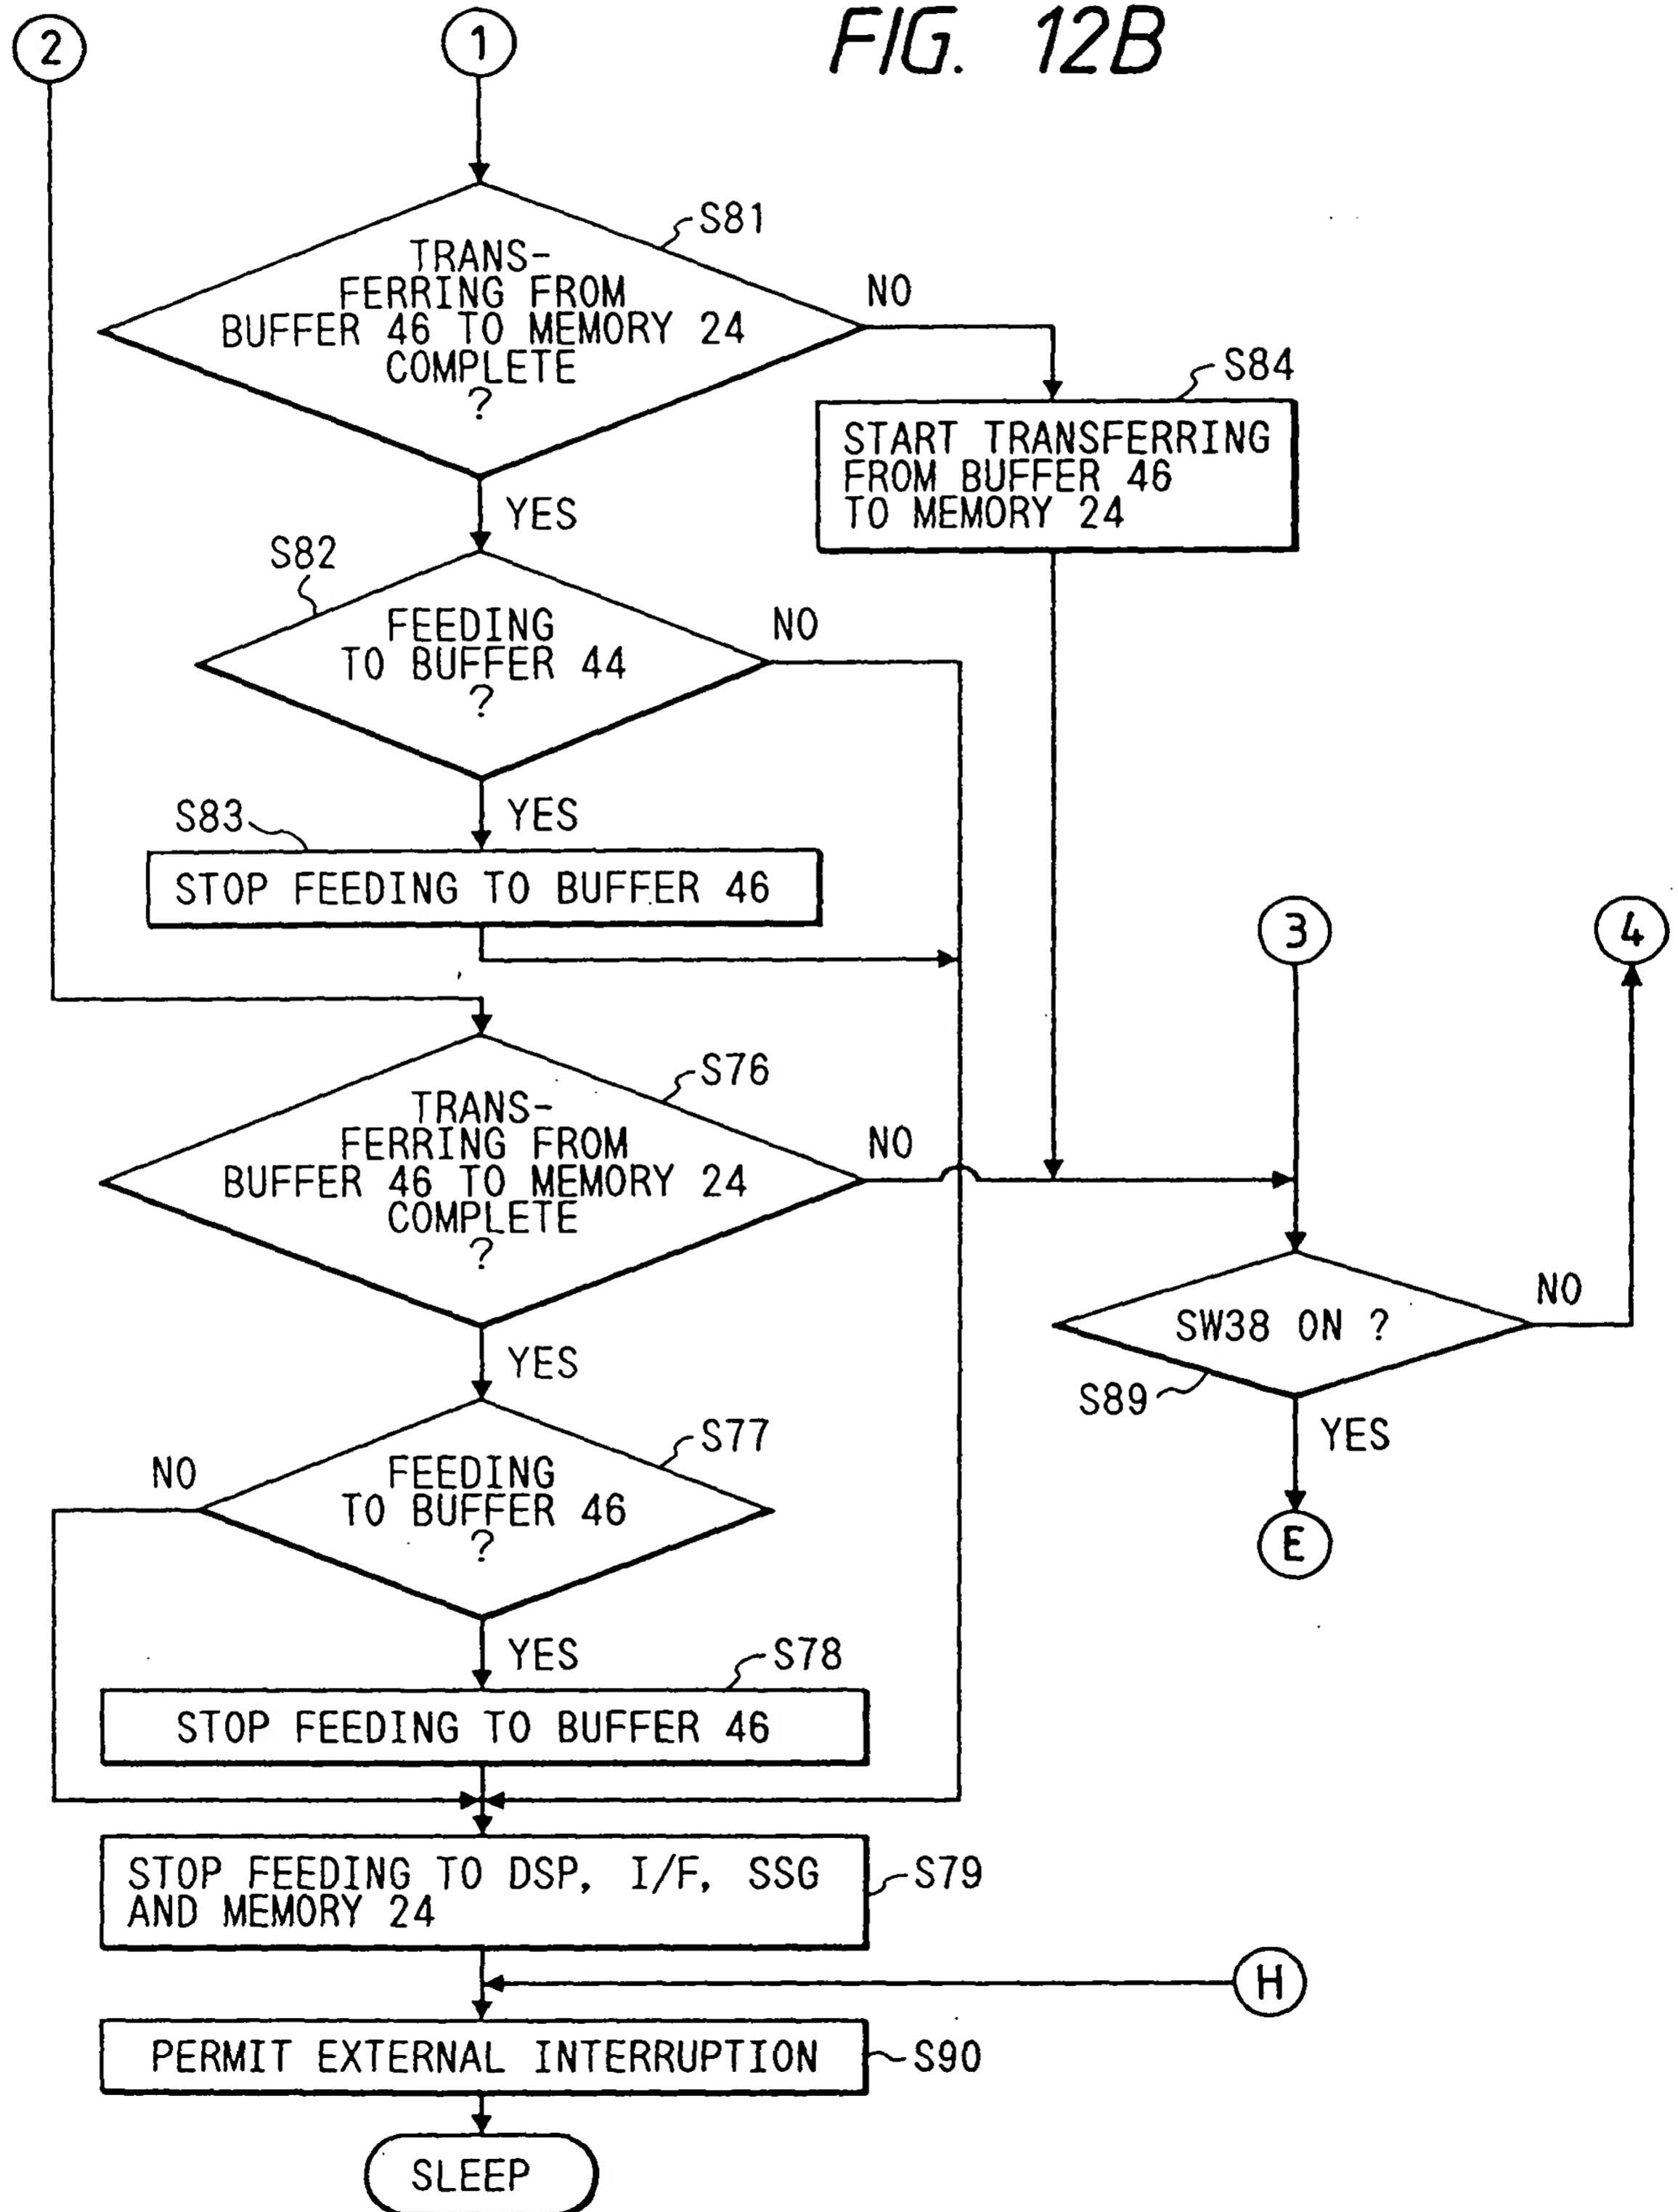 FIG. 12B
2
1
S81
TRANS-
FERRING FROM
BUFFER 46 TO MEMORY 24
COMPLETE
?
NO
YES
S84
START TRANSFERRING
FROM BUFFER 46
TO MEMORY 24
S82
FEEDING
TO BUFFER 44
?
NO
YES
S83
STOP FEEDING TO BUFFER 46
3
4
S76
TRANS-
FERRING FROM
BUFFER 46 TO MEMORY 24
COMPLETE
?
NO
YES
SW38 ON ?
NO
S89
YES
E
S77
FEEDING
TO BUFFER 46
?
NO
YES
S78
STOP FEEDING TO BUFFER 46
STOP FEEDING TO DSP, I/F, SSG
AND MEMORY 24
S79
H
PERMIT EXTERNAL INTERRUPTION
S90
SLEEP